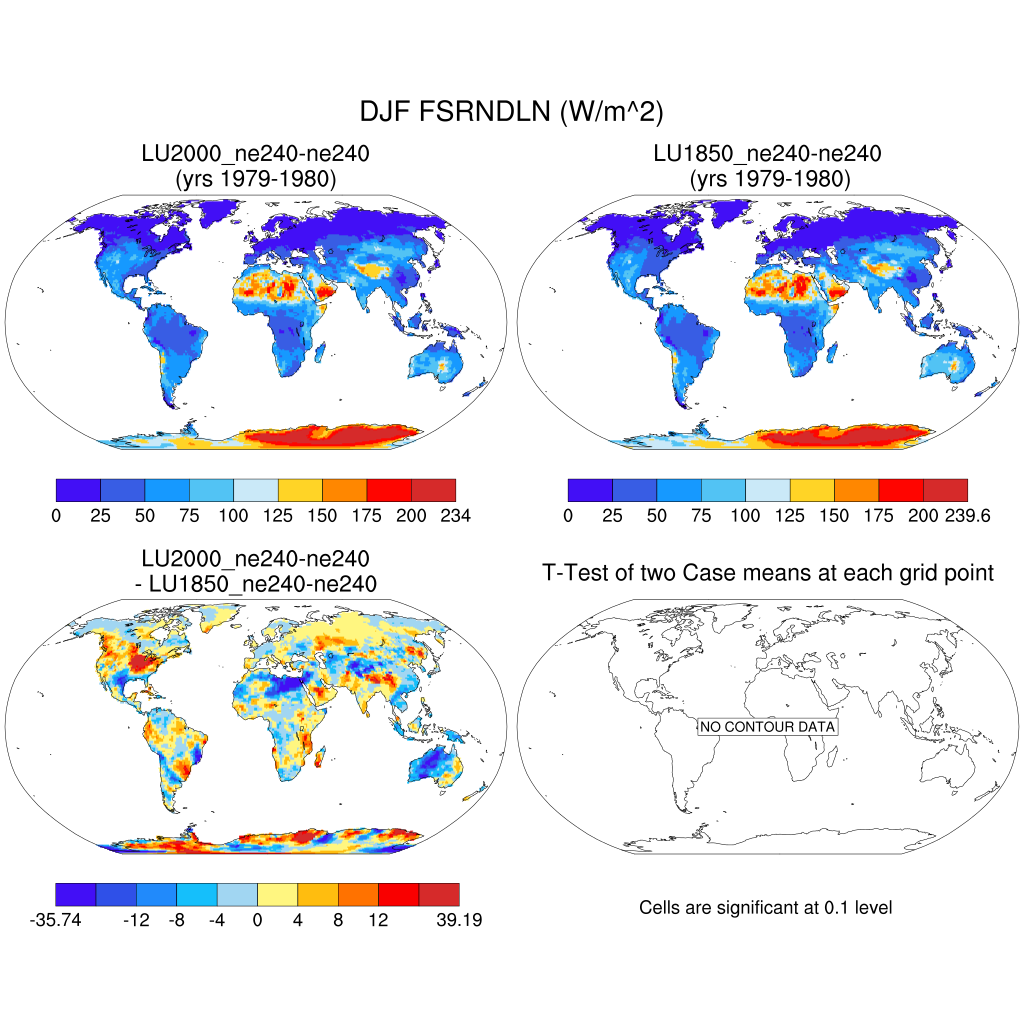 DJF FSRNDLN (W/m^2)
LU2000_ne240-ne240
(yrs 1979-1980)
LU1850_ne240-ne240
(yrs 1979-1980)
0 25 50 75 100 125 150 175 200 234
0 25 50 75 100 125 150 175 200 239.6
LU2000_ne240-ne240
- LU1850_ne240-ne240
T-Test of two Case means at each grid point
NO CONTOUR DATA
-35.74 -12 -8 -4 0 4 8 12 39.19
Cells are significant at 0.1 level